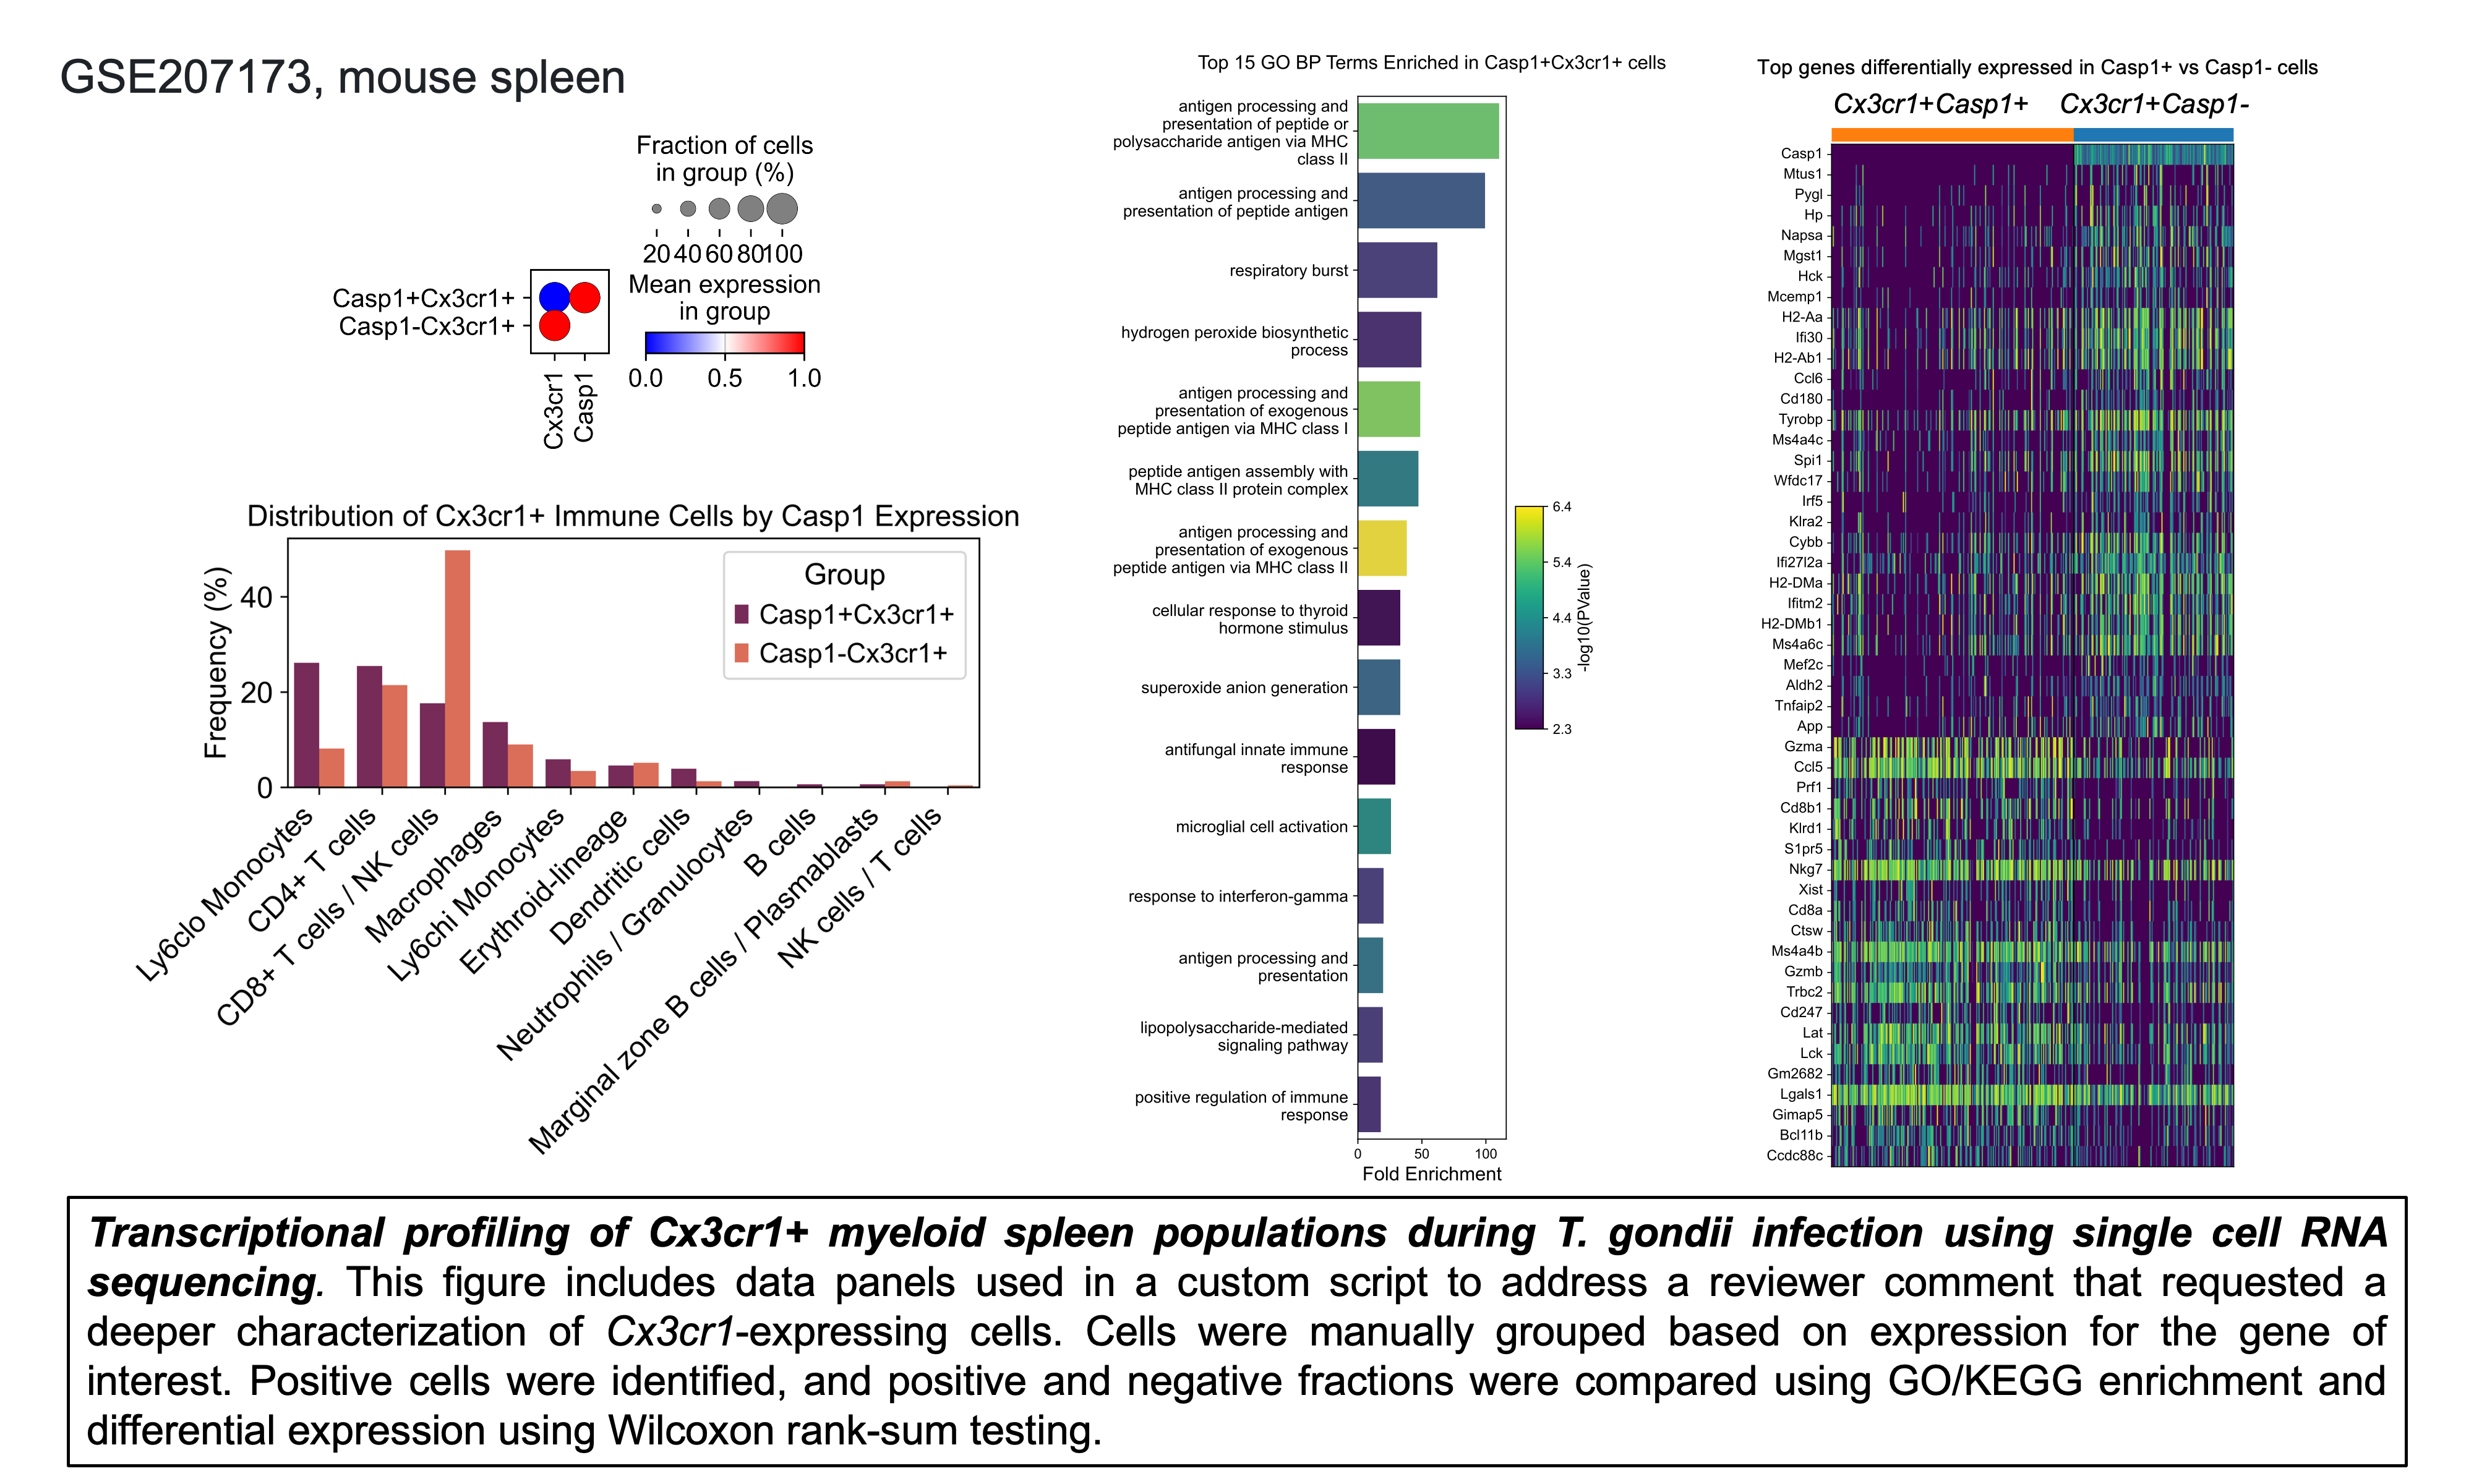 GSE207173, mouse spleen
Fraction of cells
in group (%)
20 40 60 80 100
Mean expression
in group
0.0 0.5 1.0
Casp1+Cx3cr1+
Casp1-Cx3cr1+
Cx3cr1
Casp1
Distribution of Cx3cr1+ Immune Cells by Casp1 Expression
Frequency (%)
40
20
0
Group
Casp1+Cx3cr1+
Casp1-Cx3cr1+
Ly6clo Monocytes
CD4+ T cells
CD8+ T cells / NK cells
Macrophages
Ly6chi Monocytes
Erythroid-lineage
Dendritic cells
Neutrophils / Granulocytes
B cells
Marginal zone B cells / Plasmablasts
NK cells / T cells
Top 15 GO BP Terms Enriched in Casp1+Cx3cr1+ cells
antigen processing and
presentation of peptide or
polysaccharide antigen via MHC
class II
antigen processing and
presentation of peptide antigen
respiratory burst
hydrogen peroxide biosynthetic
process
antigen processing and
presentation of exogenous
peptide antigen via MHC class I
peptide antigen assembly with
MHC class II protein complex
antigen processing and
presentation of exogenous
peptide antigen via MHC class II
cellular response to thyroid
hormone stimulus
superoxide anion generation
antifungal innate immune
response
microglial cell activation
response to interferon-gamma
antigen processing and
presentation
lipopolysaccharide-mediated
signaling pathway
positive regulation of immune
response
0 50 100
Fold Enrichment
6.4
5.4
4.4
3.3
2.3
-log10(PValue)
Top genes differentially expressed in Casp1+ vs Casp1- cells
Cx3cr1+Casp1+ Cx3cr1+Casp1-
Casp1
Mtus1
Pygl
Hp
Napsa
Mgst1
Hck
Mcemp1
H2-Aa
Ifi30
H2-Ab1
Ccl6
Cd180
Tyrobp
Ms4a4c
Spi1
Wfdc17
Irf5
Klra2
Cybb
Ifi27l2a
H2-DMa
Ifitm2
H2-DMb1
Ms4a6c
Mef2c
Aldh2
Tnfaip2
App
Gzma
Ccl5
Prf1
Cd8b1
Klrd1
S1pr5
Nkg7
Xist
Cd8a
Ctsw
Ms4a4b
Gzmb
Trbc2
Cd247
Lat
Lck
Gm2682
Lgals1
Gimap5
Bcl11b
Ccdc88c
Transcriptional profiling of Cx3cr1+ myeloid spleen populations during T. gondii infection using single cell RNA
sequencing. This figure includes data panels used in a custom script to address a reviewer comment that requested a
deeper characterization of Cx3cr1-expressing cells. Cells were manually grouped based on expression for the gene of
interest. Positive cells were identified, and positive and negative fractions were compared using GO/KEGG enrichment and
differential expression using Wilcoxon rank-sum testing.